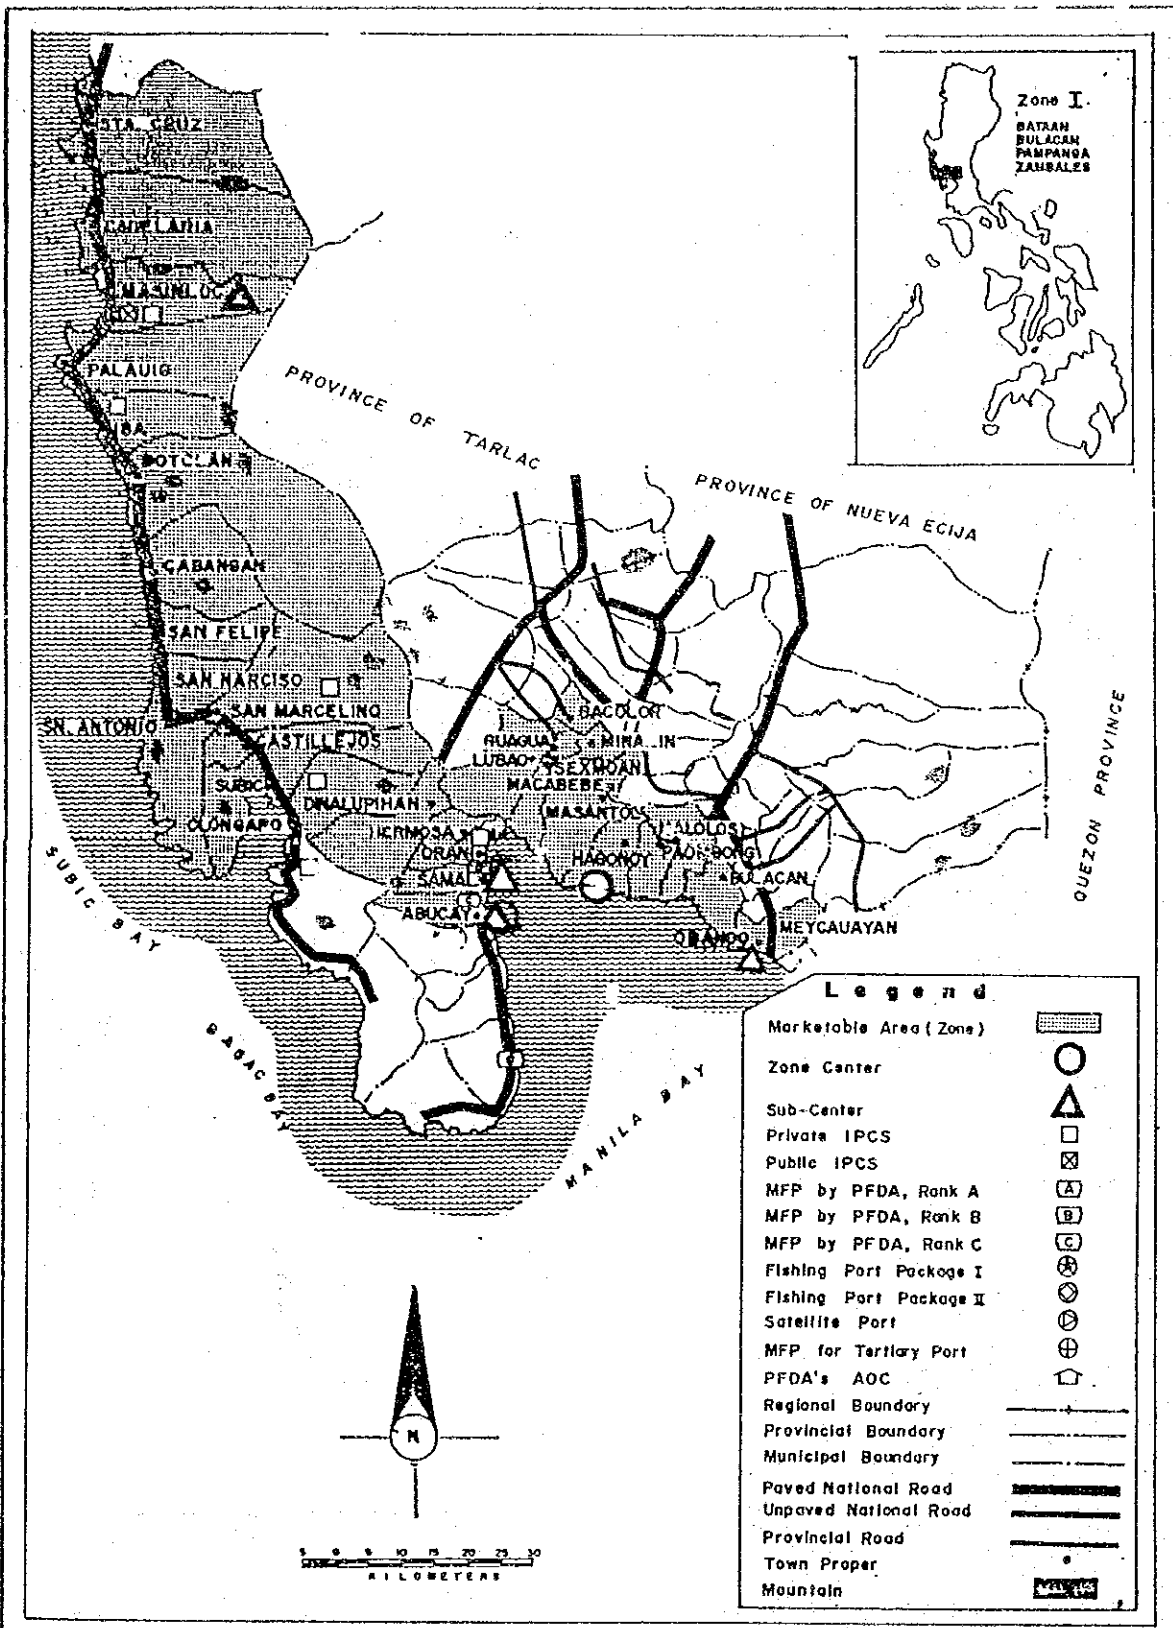 Zone I.
BATAAN
BULACAN
PAMPANGA
ZAMBALES
STA. CRUZ
MASINLOC
PALAUIG
IBA
BOTOLAN
PROVINCE OF TARLAC
PROVINCE OF NUEVA ECIJA
CABANGAN
SAN FELIPE
SAN NARCISO
SAN MARCELINO
SN. ANTONIO
CASTILLEJOS
SUBIC
OLONGAPO
DINALUPIHAN
HERMOSA
ORANI
SAMAL
ABUCAY
BACOLOR
GUAGUA
LUBAO
SEXMOAN
MACABEBE
MASANTOL
HAGONOY
MALOLOS
BULACAN
OBANDO
MEYCAUAYAN
QUEZON PROVINCE
SUBIC BAY
BAGAC BAY
MANILA BAY
Legend
Marketable Area (Zone)
Zone Center
Sub-Center
Private IPCS
Public IPCS
MFP by PFDA, Rank A
A
MFP by PFDA, Rank B
B
MFP by PFDA, Rank C
C
Fishing Port Package I
Fishing Port Package II
Satellite Port
MFP for Tertiary Port
PFDA's AOC
Regional Boundary
Provincial Boundary
Municipal Boundary
Paved National Road
Unpaved National Road
Provincial Road
Town Proper
Mountain
N
5 0 5 10 15 20 25 30
KILOMETERS